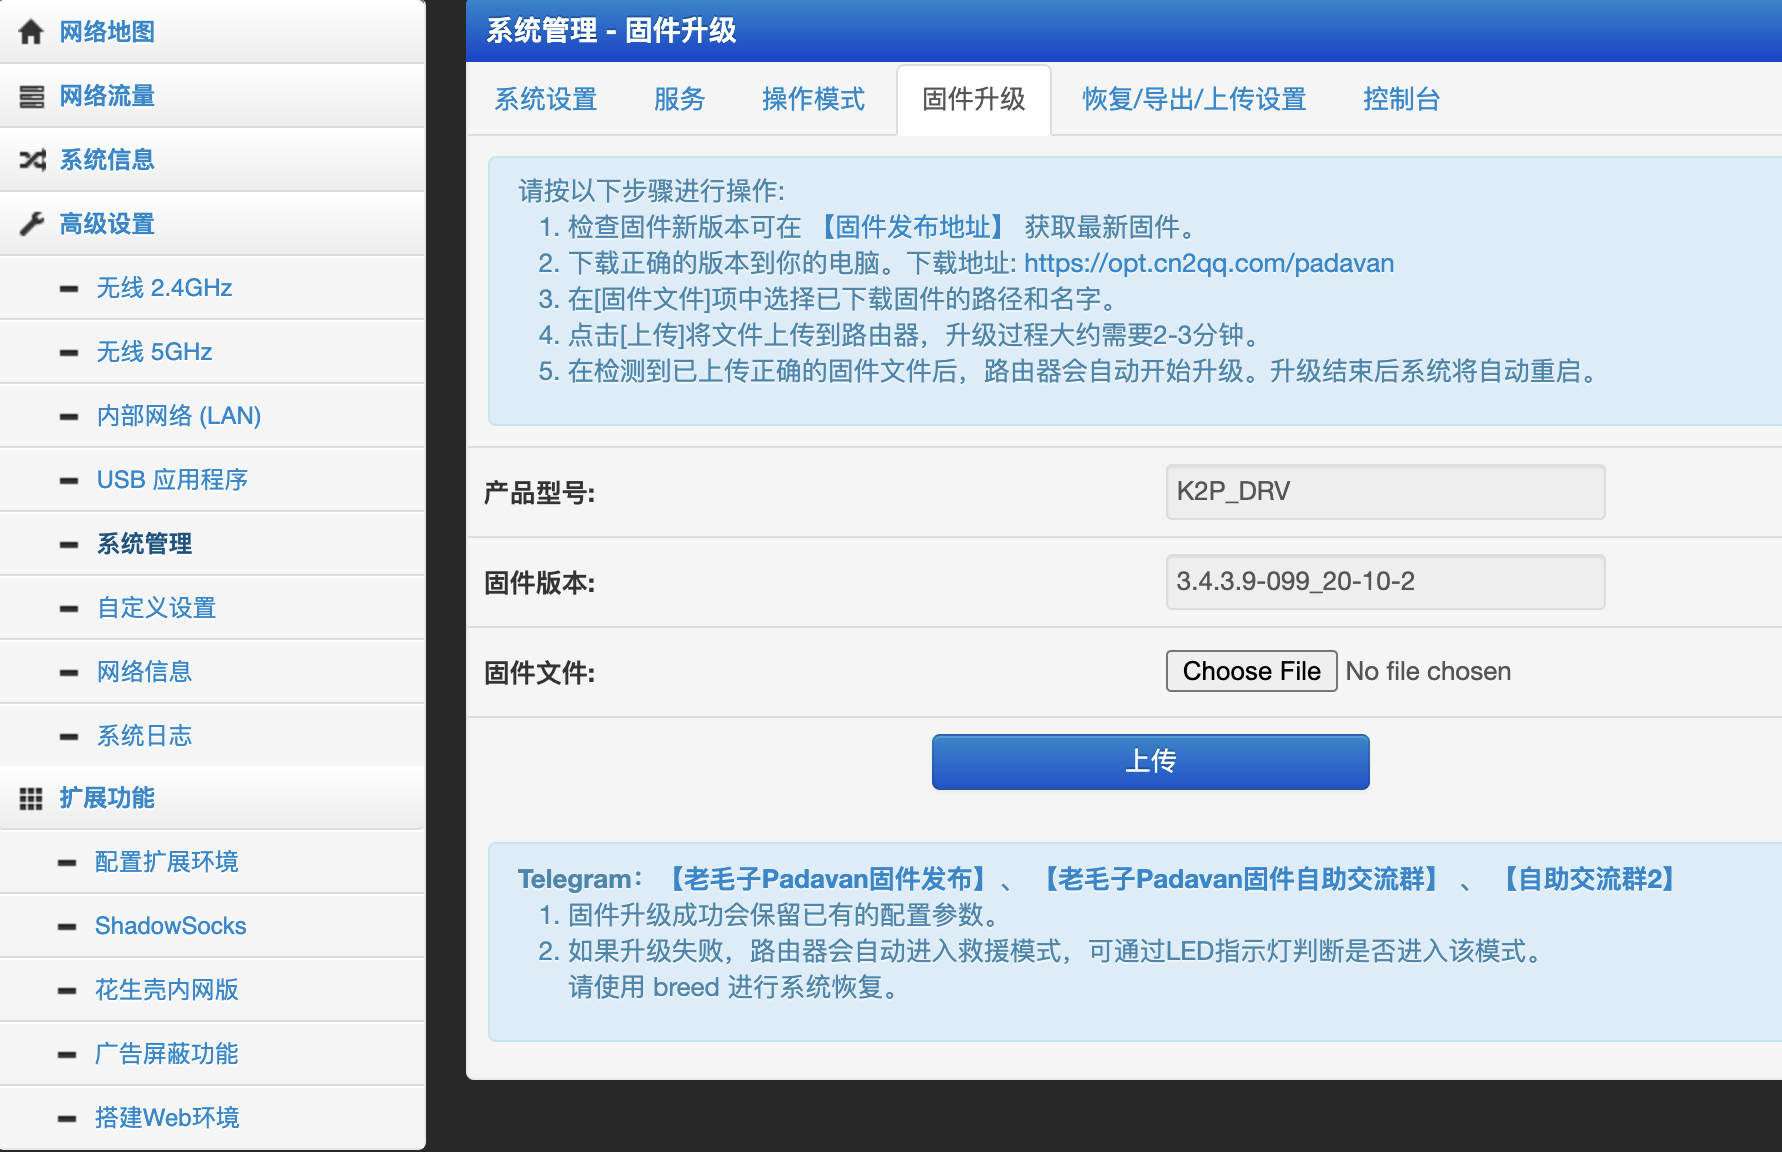 网络地图
网络流量
系统信息
高级设置
无线 2.4GHz
无线 5GHz
内部网络 (LAN)
USB 应用程序
系统管理
自定义设置
网络信息
系统日志
扩展功能
配置扩展环境
ShadowSocks
花生壳内网版
广告屏蔽功能
搭建Web环境
系统管理 - 固件升级
系统设置 服务 操作模式 固件升级 恢复/导出/上传设置 控制台
请按以下步骤进行操作:
1. 检查固件新版本可在 【固件发布地址】 获取最新固件。
2. 下载正确的版本到你的电脑。下载地址: https://opt.cn2qq.com/padavan
3. 在[固件文件]项中选择已下载固件的路径和名字。
4. 点击[上传]将文件上传到路由器，升级过程大约需要2-3分钟。
5. 在检测到已上传正确的固件文件后，路由器会自动开始升级。升级结束后系统将自动重启。
产品型号: K2P_DRV
固件版本: 3.4.3.9-099_20-10-2
固件文件: Choose File No file chosen
上传
Telegram： 【老毛子Padavan固件发布】 、 【老毛子Padavan固件自助交流群】 、 【自助交流群2】
1. 固件升级成功会保留已有的配置参数。
2. 如果升级失败，路由器会自动进入救援模式，可通过LED指示灯判断是否进入该模式。
请使用 breed 进行系统恢复。